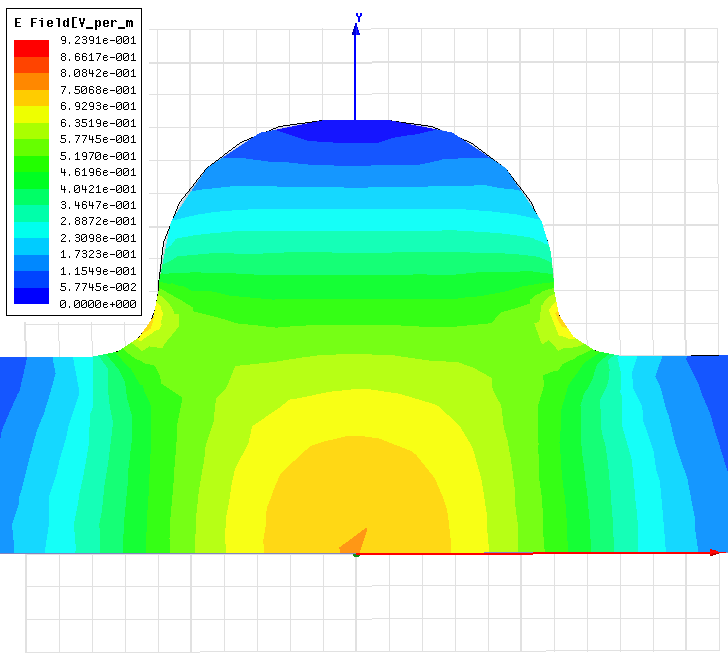 E Field[V_per_m
9.2391e-001
8.6617e-001
8.0842e-001
7.5068e-001
6.9293e-001
6.3519e-001
5.7745e-001
5.1970e-001
4.6196e-001
4.0421e-001
3.4647e-001
2.8872e-001
2.3098e-001
1.7323e-001
1.1549e-001
5.7745e-002
0.0000e+000
Y